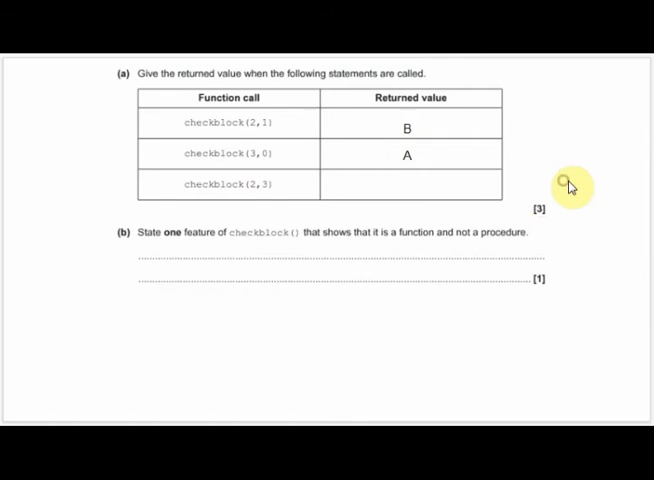 (a) Give the returned value when the following statements are called.
Function call Returned value
checkblock(2,1) B
checkblock(3,0) A
checkblock(2,3)
[3]
(b) State one feature of checkblock() that shows that it is a function and not a procedure.
[1]